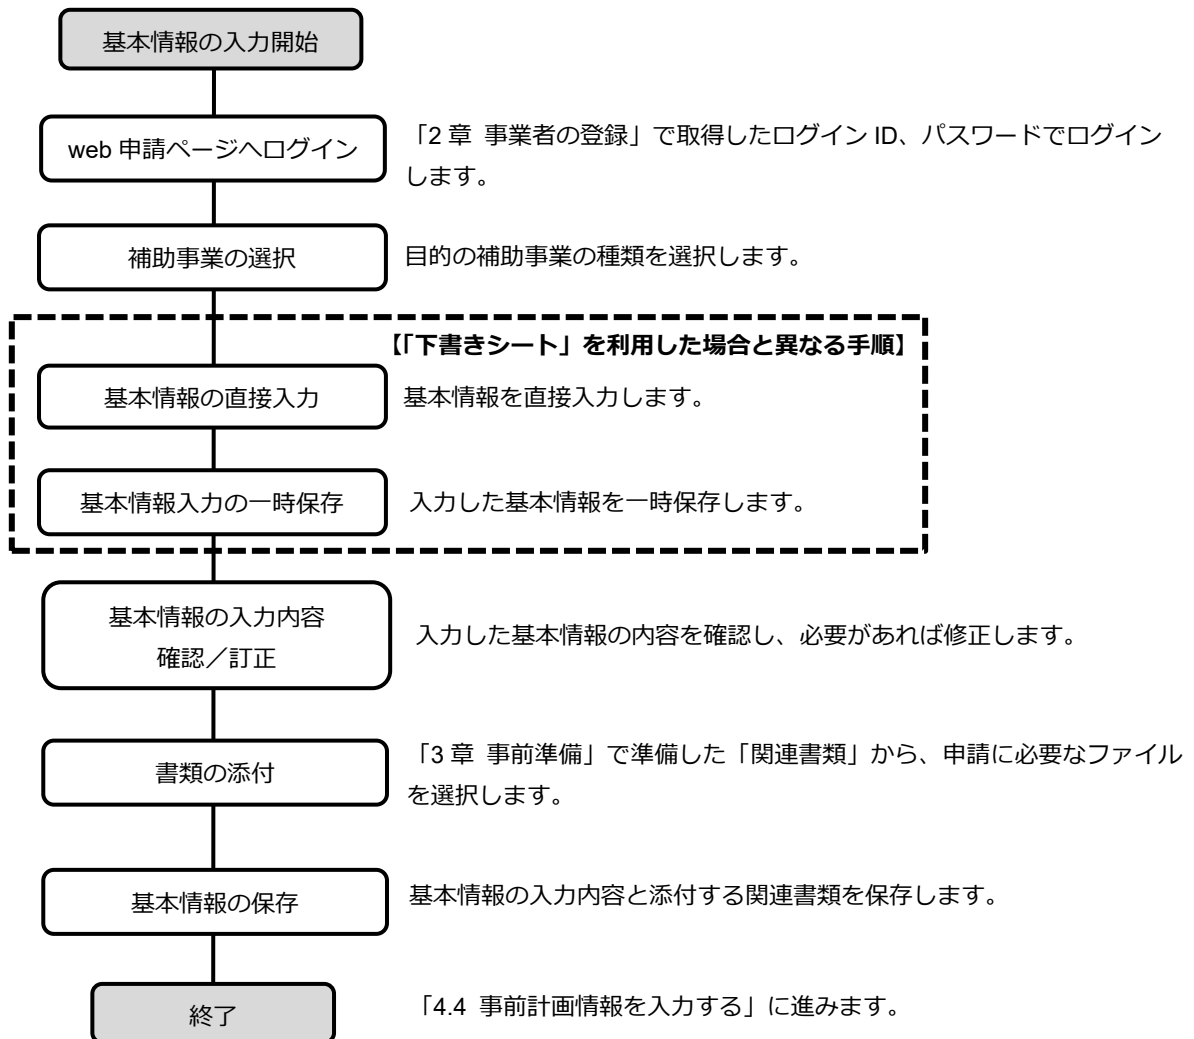 基本情報の入力開始
web 申請ページへログイン
「2 章 事業者の登録」で取得したログイン ID、パスワードでログイン
します。
補助事業の選択
目的の補助事業の種類を選択します。
【「下書きシート」を利用した場合と異なる手順】
基本情報の直接入力
基本情報を直接入力します。
基本情報入力の一時保存
入力した基本情報を一時保存します。
基本情報の入力内容
確認／訂正
入力した基本情報の内容を確認し、必要があれば修正します。
書類の添付
「3 章 事前準備」で準備した「関連書類」から、申請に必要なファイル
を選択します。
基本情報の保存
基本情報の入力内容と添付する関連書類を保存します。
終了
「4.4 事前計画情報を入力する」に進みます。